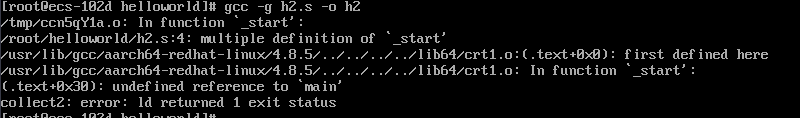 [root@ecs-102d helloworld]# gcc -g h2.s -o h2
/tmp/ccn5qY1a.o: In function `_start':
/root/helloworld/h2.s:4: multiple definition of `_start'
/usr/lib/gcc/aarch64-redhat-linux/4.8.5/../../../../lib64/crt1.o:(.text+0x0): first defined here
/usr/lib/gcc/aarch64-redhat-linux/4.8.5/../../../../lib64/crt1.o: In function `_start':
(.text+0x30): undefined reference to `main'
collect2: error: ld returned 1 exit status
[root@ecs-102d helloworld]#